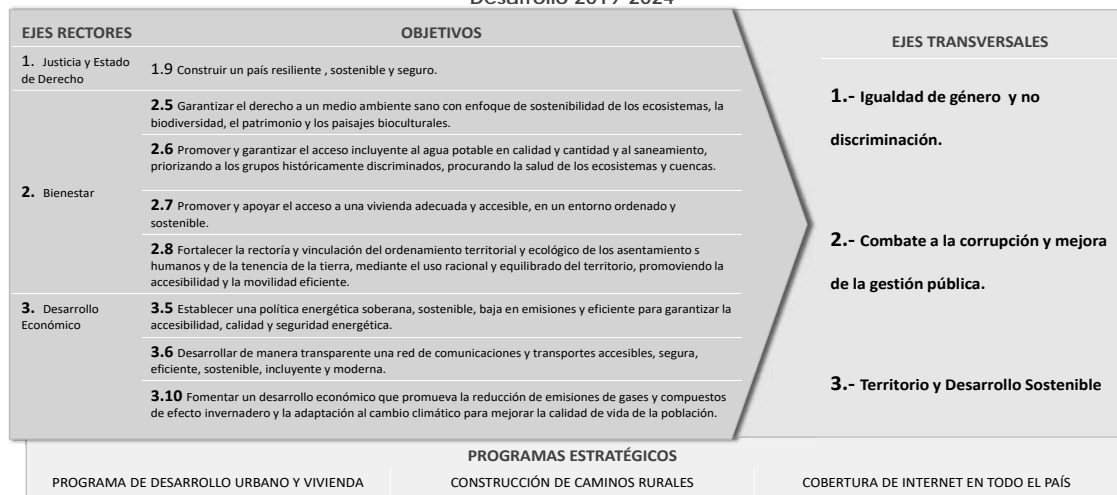 Desarrollo 2019-2024
EJES RECTORES
OBJETIVOS
1. Justicia y Estado
de Derecho
1.9 Construir un país resiliente , sostenible y seguro.
2. Bienestar
2.5 Garantizar el derecho a un medio ambiente sano con enfoque de sostenibilidad de los ecosistemas, la
biodiversidad, el patrimonio y los paisajes bioculturales.
2.6 Promover y garantizar el acceso incluyente al agua potable en calidad y cantidad y al saneamiento,
priorizando a los grupos históricamente discriminados, procurando la salud de los ecosistemas y cuencas.
2.7 Promover y apoyar el acceso a una vivienda adecuada y accesible, en un entorno ordenado y
sostenible.
2.8 Fortalecer la rectoría y vinculación del ordenamiento territorial y ecológico de los asentamiento s
humanos y de la tenencia de la tierra, mediante el uso racional y equilibrado del territorio, promoviendo la
accesibilidad y la movilidad eficiente.
3. Desarrollo
Económico
3.5 Establecer una política energética soberana, sostenible, baja en emisiones y eficiente para garantizar la
accesibilidad, calidad y seguridad energética.
3.6 Desarrollar de manera transparente una red de comunicaciones y transportes accesibles, segura,
eficiente, sostenible, incluyente y moderna.
3.10 Fomentar un desarrollo económico que promueva la reducción de emisiones de gases y compuestos
de efecto invernadero y la adaptación al cambio climático para mejorar la calidad de vida de la población.
EJES TRANSVERSALES
1.- Igualdad de género y no
discriminación.
2.- Combate a la corrupción y mejora
de la gestión pública.
3.- Territorio y Desarrollo Sostenible
PROGRAMAS ESTRATÉGICOS
PROGRAMA DE DESARROLLO URBANO Y VIVIENDA
CONSTRUCCIÓN DE CAMINOS RURALES
COBERTURA DE INTERNET EN TODO EL PAÍS